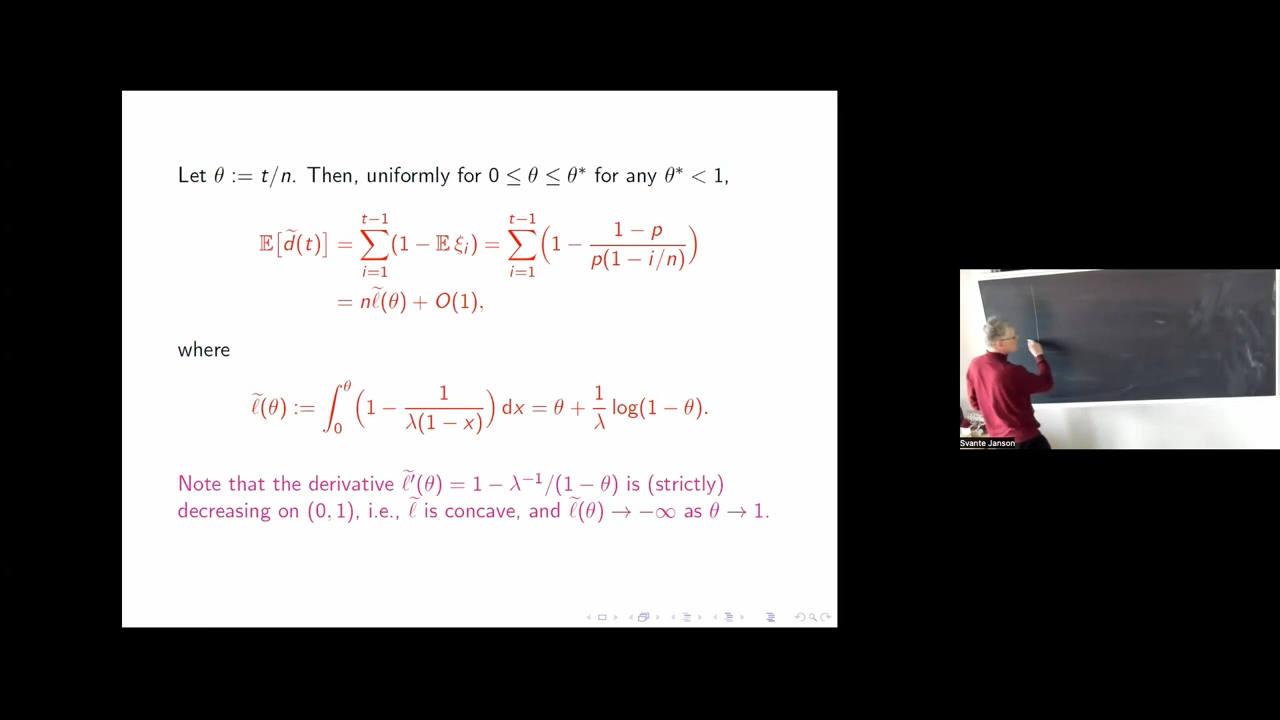 Let θ := t/n. Then, uniformly for 0 ≤ θ ≤ θ* for any θ* < 1,
𝔼[d̃(t)] = ∑_{i=1}^{t−1} (1 − 𝔼 ξ_i) = ∑_{i=1}^{t−1} (1 − (1 − p)/(p(1 − i/n)))
= nℓ̃(θ) + O(1),
where
ℓ̃(θ) := ∫_0^θ (1 − 1/(λ(1 − x))) dx = θ + (1/λ) log(1 − θ).
Note that the derivative ℓ̃′(θ) = 1 − λ⁻¹/(1 − θ) is (strictly)
decreasing on (0, 1), i.e., ℓ̃ is concave, and ℓ̃(θ) → −∞ as θ → 1.
Svante Janson